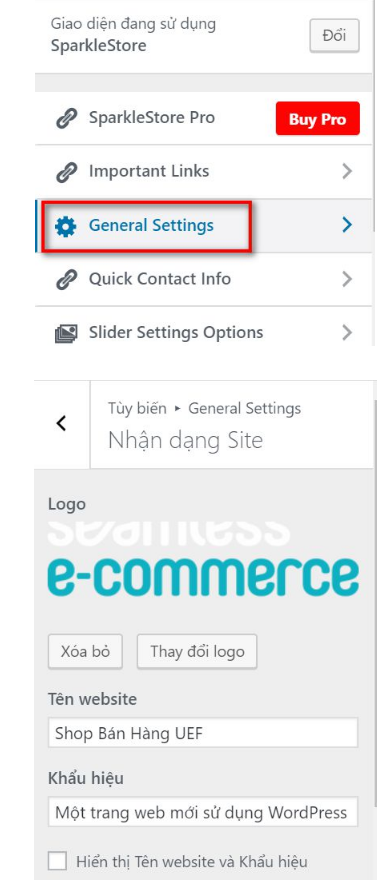 Giao diện đang sử dụng
SparkleStore
Đổi
SparkleStore Pro
Buy Pro
Important Links
General Settings
Quick Contact Info
Slider Settings Options
Tùy biến ▸ General Settings
Nhận dạng Site
Logo
seamless
e-commerce
Xóa bỏ
Thay đổi logo
Tên website
Shop Bán Hàng UEF
Khẩu hiệu
Một trang web mới sử dụng WordPress
Hiển thị Tên website và Khẩu hiệu